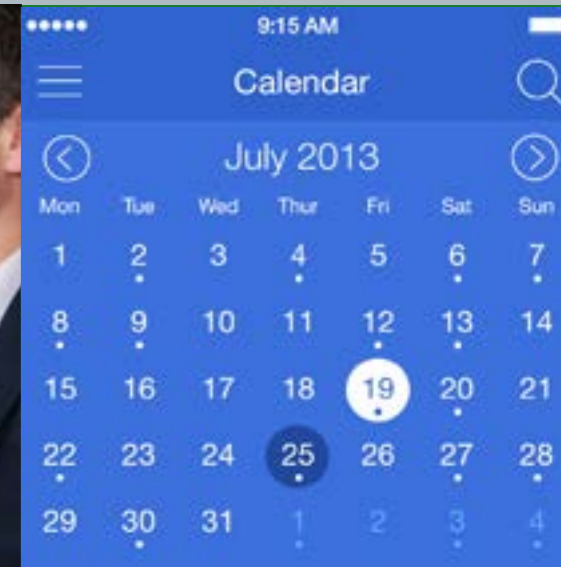 9:15 AM
Calendar
July 2013
Mon Tue Wed Thur Fri Sat Sun
1 2 3 4 5 6 7
8 9 10 11 12 13 14
15 16 17 18 19 20 21
22 23 24 25 26 27 28
29 30 31 1 2 3 4